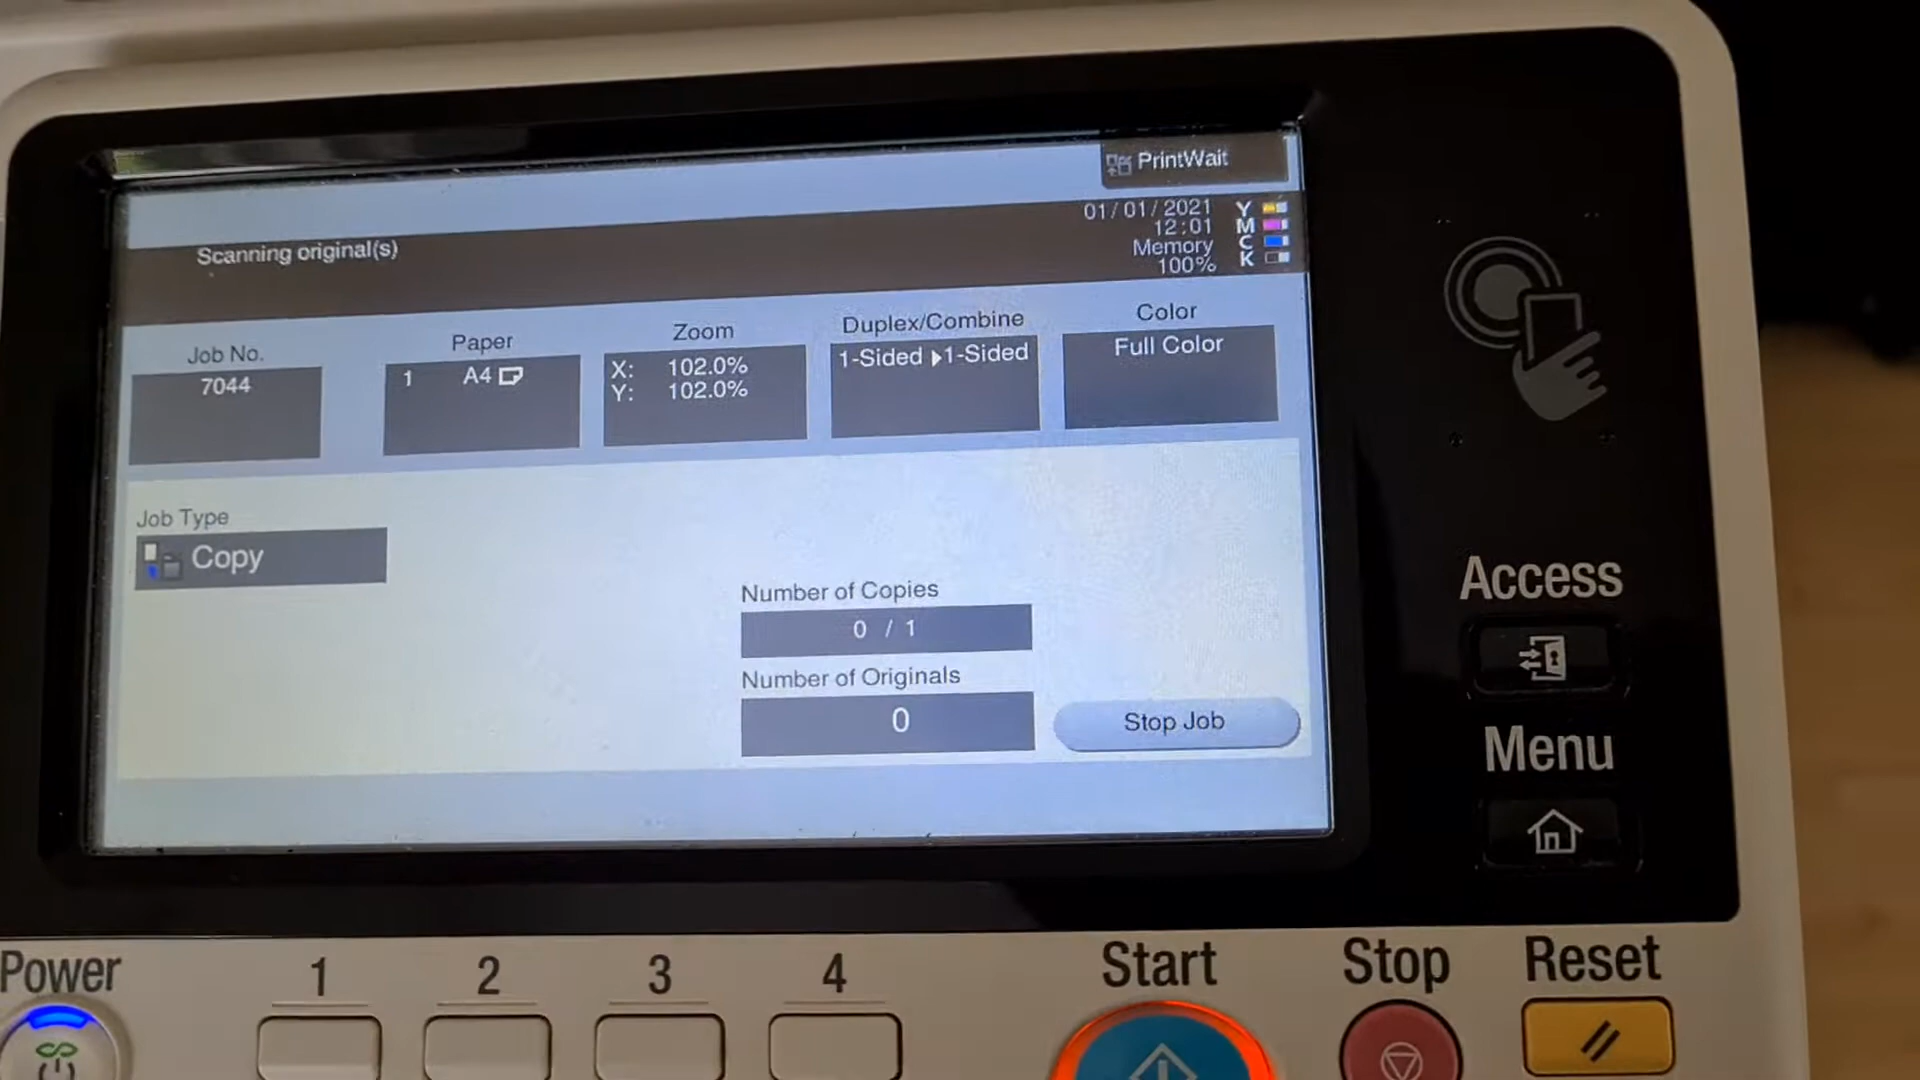 PrintWait
Scanning original(s)
01/01/2021
12:01
Memory
100%
Y
M
C
K
Job No.
7044
Paper
1 A4
Zoom
X: 102.0%
Y: 102.0%
Duplex/Combine
1-Sided ▸1-Sided
Color
Full Color
Job Type
Copy
Number of Copies
0 / 1
Number of Originals
0
Stop Job
Access
Menu
Power
1
2
3
4
Start
Stop
Reset